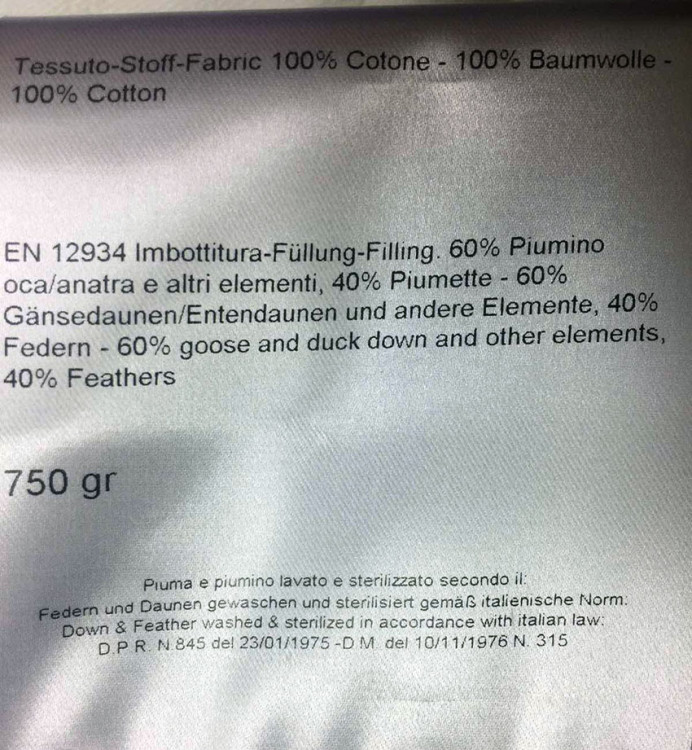 Tessuto-Stoff-Fabric 100% Cotone - 100% Baumwolle -
100% Cotton
EN 12934 Imbottitura-Füllung-Filling. 60% Piumino
oca/anatra e altri elementi, 40% Piumette - 60%
Gänsedaunen/Entendaunen und andere Elemente, 40%
Federn - 60% goose and duck down and other elements,
40% Feathers
750 gr
Piuma e piumino lavato e sterilizzato secondo il:
Federn und Daunen gewaschen und sterilisiert gemäß italienische Norm:
Down & Feather washed & sterilized in accordance with italian law:
D.P.R. N.845 del 23/01/1975 -D.M. del 10/11/1976 N. 315